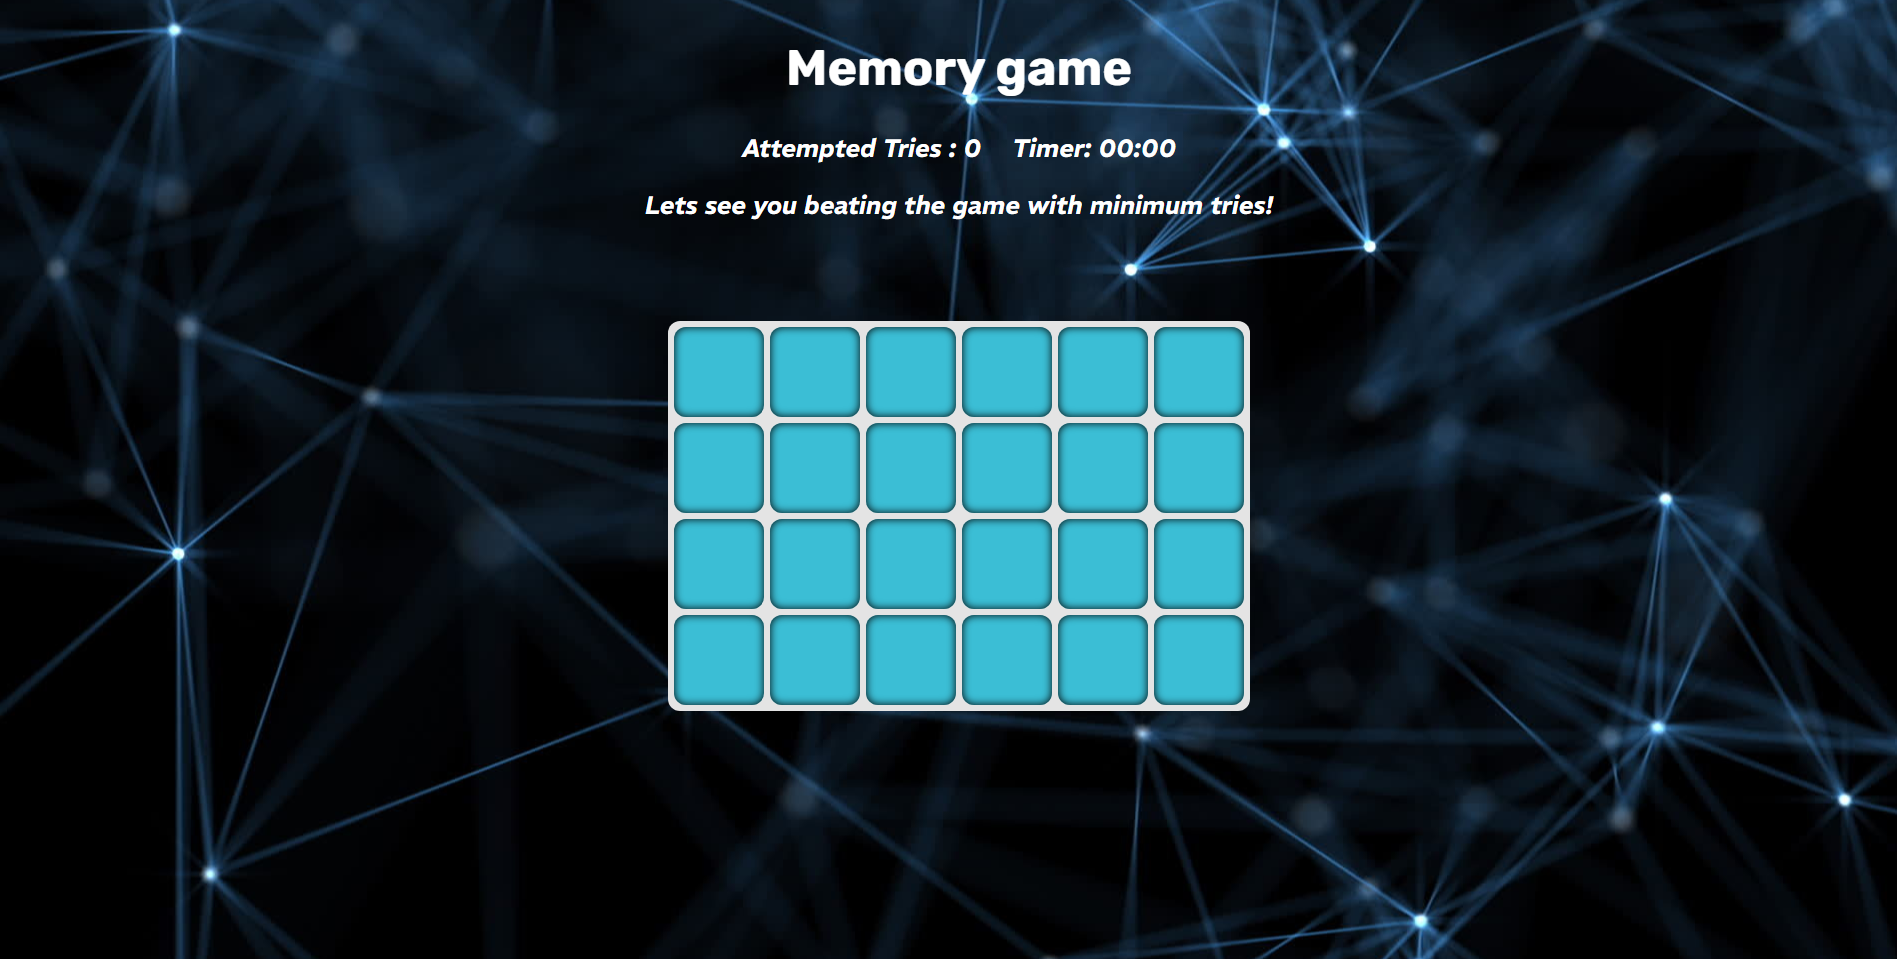 Memory game
Attempted Tries : 0 Timer: 00:00
Lets see you beating the game with minimum tries!